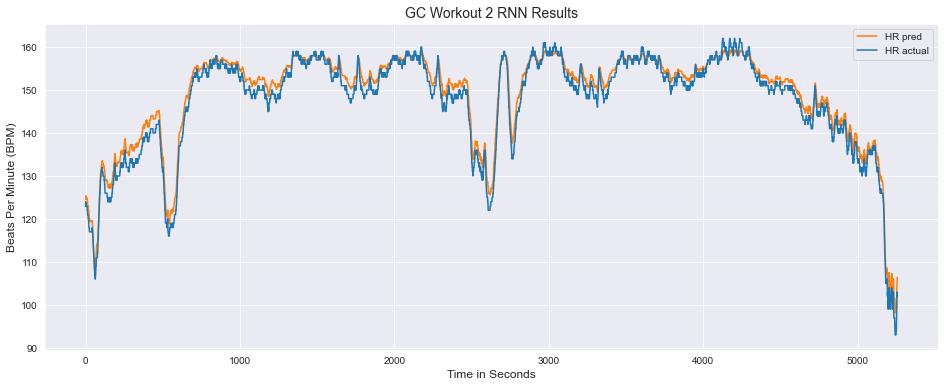 GC Workout 2 RNN Results
HR pred
HR actual
Beats Per Minute (BPM)
160
150
140
130
120
110
100
90
0 1000 2000 3000 4000 5000
Time in Seconds